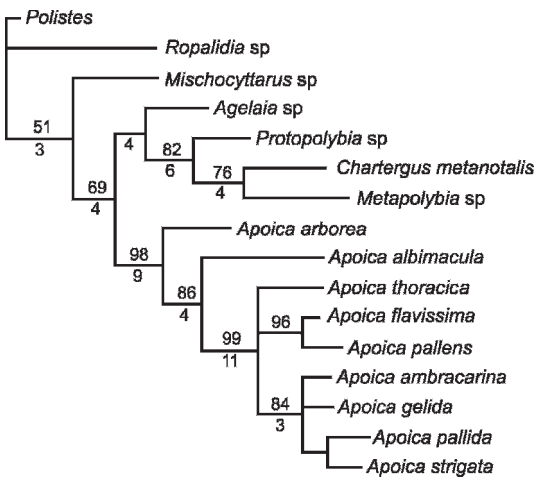 Polistes
Ropalidia sp
Mischocyttarus sp
Agelaia sp
Protopolybia sp
Chartergus metanotalis
Metapolybia sp
Apoica arborea
Apoica albimacula
Apoica thoracica
Apoica flavissima
Apoica pallens
Apoica ambracarina
Apoica gelida
Apoica pallida
Apoica strigata
51
3
69
4
4
82
6
76
4
98
9
86
4
99
11
96
84
3